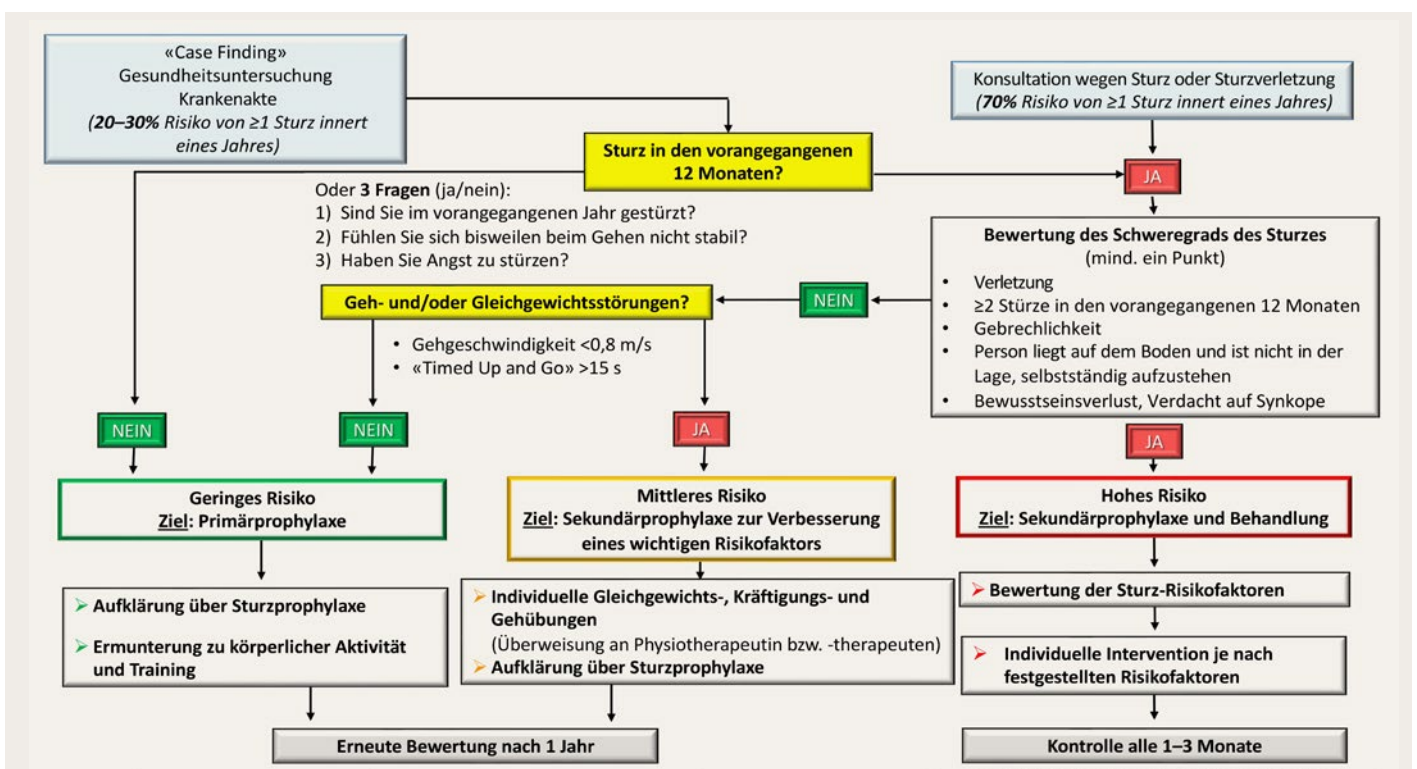 «Case Finding»
Gesundheitsuntersuchung
Krankenakte
(20–30% Risiko von ≥1 Sturz innert
eines Jahres)
Konsultation wegen Sturz oder Sturzverletzung
(70% Risiko von ≥1 Sturz innert eines Jahres)
Sturz in den vorangegangenen
12 Monaten?
JA
Oder 3 Fragen (ja/nein):
1) Sind Sie im vorangegangenen Jahr gestürzt?
2) Fühlen Sie sich bisweilen beim Gehen nicht stabil?
3) Haben Sie Angst zu stürzen?
Bewertung des Schweregrads des Sturzes
(mind. ein Punkt)
• Verletzung
• ≥2 Stürze in den vorangegangenen 12 Monaten
• Gebrechlichkeit
• Person liegt auf dem Boden und ist nicht in der
Lage, selbstständig aufzustehen
• Bewusstseinsverlust, Verdacht auf Synkope
NEIN
Geh- und/oder Gleichgewichtsstörungen?
• Gehgeschwindigkeit <0,8 m/s
• «Timed Up and Go» >15 s
NEIN
NEIN
JA
JA
Geringes Risiko
Ziel: Primärprophylaxe
Mittleres Risiko
Ziel: Sekundärprophylaxe zur Verbesserung
eines wichtigen Risikofaktors
Hohes Risiko
Ziel: Sekundärprophylaxe und Behandlung
➢ Aufklärung über Sturzprophylaxe
➢ Ermunterung zu körperlicher Aktivität
und Training
➢ Individuelle Gleichgewichts-, Kräftigungs- und
Gehübungen
(Überweisung an Physiotherapeutin bzw. -therapeuten)
➢ Aufklärung über Sturzprophylaxe
➢ Bewertung der Sturz-Risikofaktoren
➢ Individuelle Intervention je nach
festgestellten Risikofaktoren
Erneute Bewertung nach 1 Jahr
Kontrolle alle 1–3 Monate